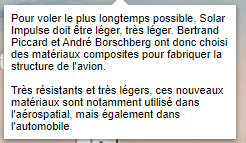 Pour voler le plus longtemps possible, Solar
Impulse doit être léger, très léger. Bertrand
Piccard et André Borschberg ont donc choisi
des matériaux composites pour fabriquer la
structure de l'avion.

Très résistants et très légers, ces nouveaux
matériaux sont notamment utilisé dans
l'aérospatial, mais également dans
l'automobile.